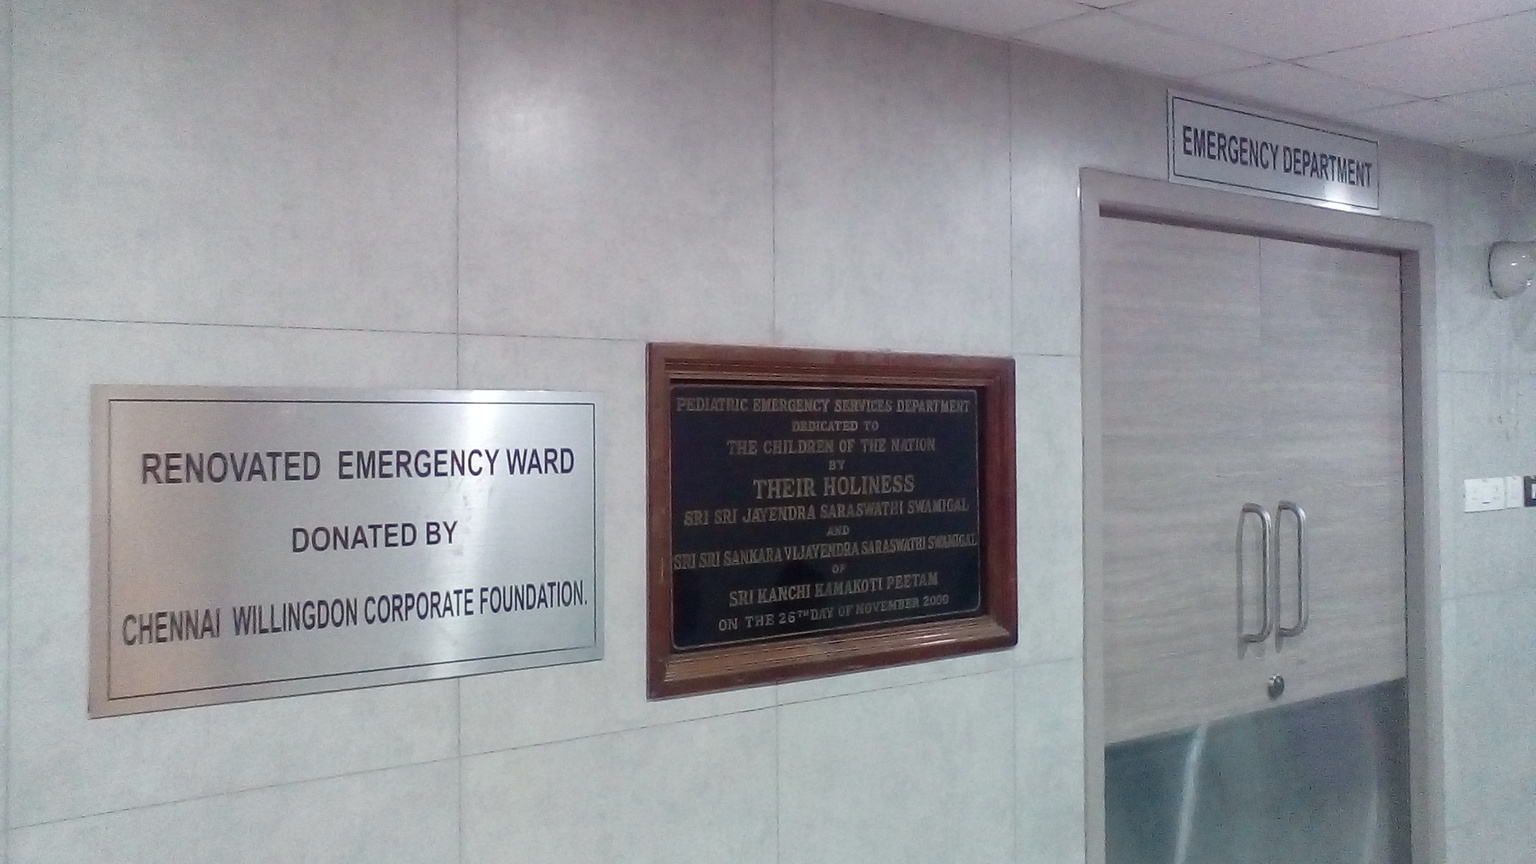 RENOVATED EMERGENCY WARD
DONATED BY
CHENNAI WILLINGDON CORPORATE FOUNDATION.
PEDIATRIC EMERGENCY SERVICES DEPARTMENT
DEDICATED TO
THE CHILDREN OF THE NATION
BY
THEIR HOLINESS
SRI SRI JAYENDRA SARASWATHI SWAMIGAL
AND
SRI SRI SANKARA VIJAYENDRA SARASWATHI SWAMIGAL
OF
SRI KANCHI KAMAKOTI PEETAM
ON THE 26TH DAY OF NOVEMBER 2000
EMERGENCY DEPARTMENT